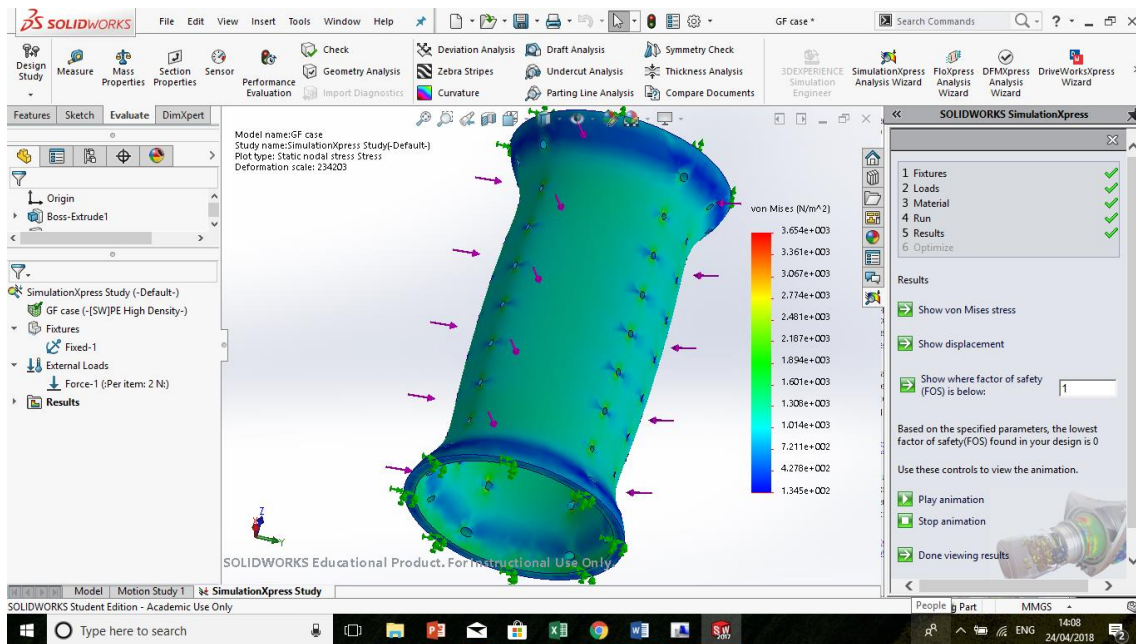 SOLIDWORKS
File Edit View Insert Tools Window Help
GF case *
Search Commands
Design Study
Measure
Mass Properties
Section Properties
Sensor
Performance Evaluation
Check
Geometry Analysis
Import Diagnostics
Deviation Analysis
Zebra Stripes
Curvature
Draft Analysis
Undercut Analysis
Parting Line Analysis
Symmetry Check
Thickness Analysis
Compare Documents
3DEXPERIENCE Simulation Engineer
SimulationXpress Analysis Wizard
FloXpress Analysis Wizard
DFMXpress Analysis Wizard
DriveWorksXpress Wizard
Features Sketch Evaluate DimXpert
Origin
Boss-Extrude1
SimulationXpress Study (-Default-)
GF case (-[SW]PE High Density-)
Fixtures
Fixed-1
External Loads
Force-1 (:Per item: 2 N:)
Results
Model name:GF case
Study name:SimulationXpress Study(-Default-)
Plot type: Static nodal stress Stress
Deformation scale: 234203
von Mises (N/m^2)
3.654e+003
3.361e+003
3.067e+003
2.774e+003
2.481e+003
2.187e+003
1.894e+003
1.601e+003
1.308e+003
1.014e+003
7.211e+002
4.278e+002
1.345e+002
Z
Y
SOLIDWORKS Educational Product. For Instructional Use Only.
SOLIDWORKS SimulationXpress
1 Fixtures
2 Loads
3 Material
4 Run
5 Results
6 Optimize
Results
Show von Mises stress
Show displacement
Show where factor of safety
(FOS) is below:
1
Based on the specified parameters, the lowest
factor of safety(FOS) found in your design is 0
Use these controls to view the animation.
Play animation
Stop animation
Done viewing results
Model Motion Study 1 SimulationXpress Study
SOLIDWORKS Student Edition - Academic Use Only
People
g Part
MMGS
Type here to search
ENG
14:08
24/04/2018